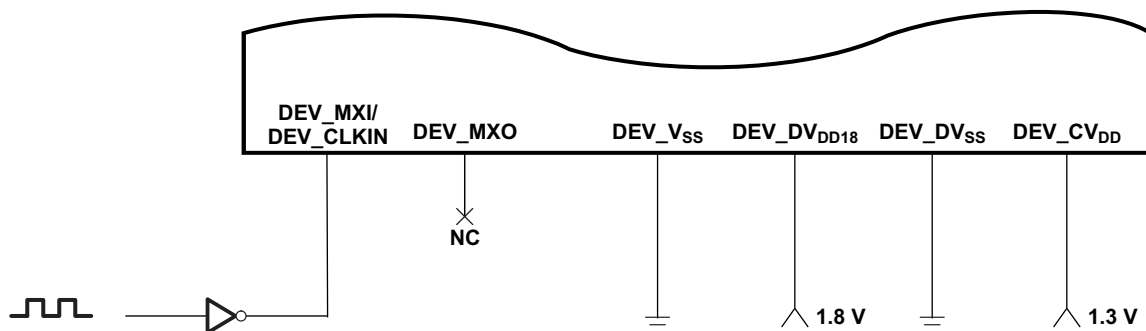 DEV_MXI/
DEV_CLKIN
DEV_MXO
DEV_VSS
DEV_DVDD18
DEV_DVSS
DEV_CVDD
NC
1.8 V
1.3 V